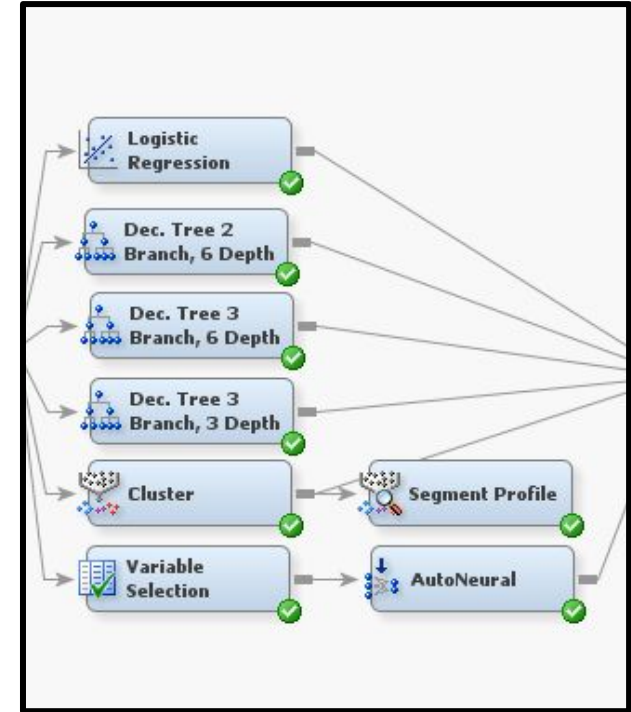 Logistic
Regression
Dec. Tree 2
Branch, 6 Depth
Dec. Tree 3
Branch, 6 Depth
Dec. Tree 3
Branch, 3 Depth
Cluster
Segment Profile
Variable
Selection
AutoNeural